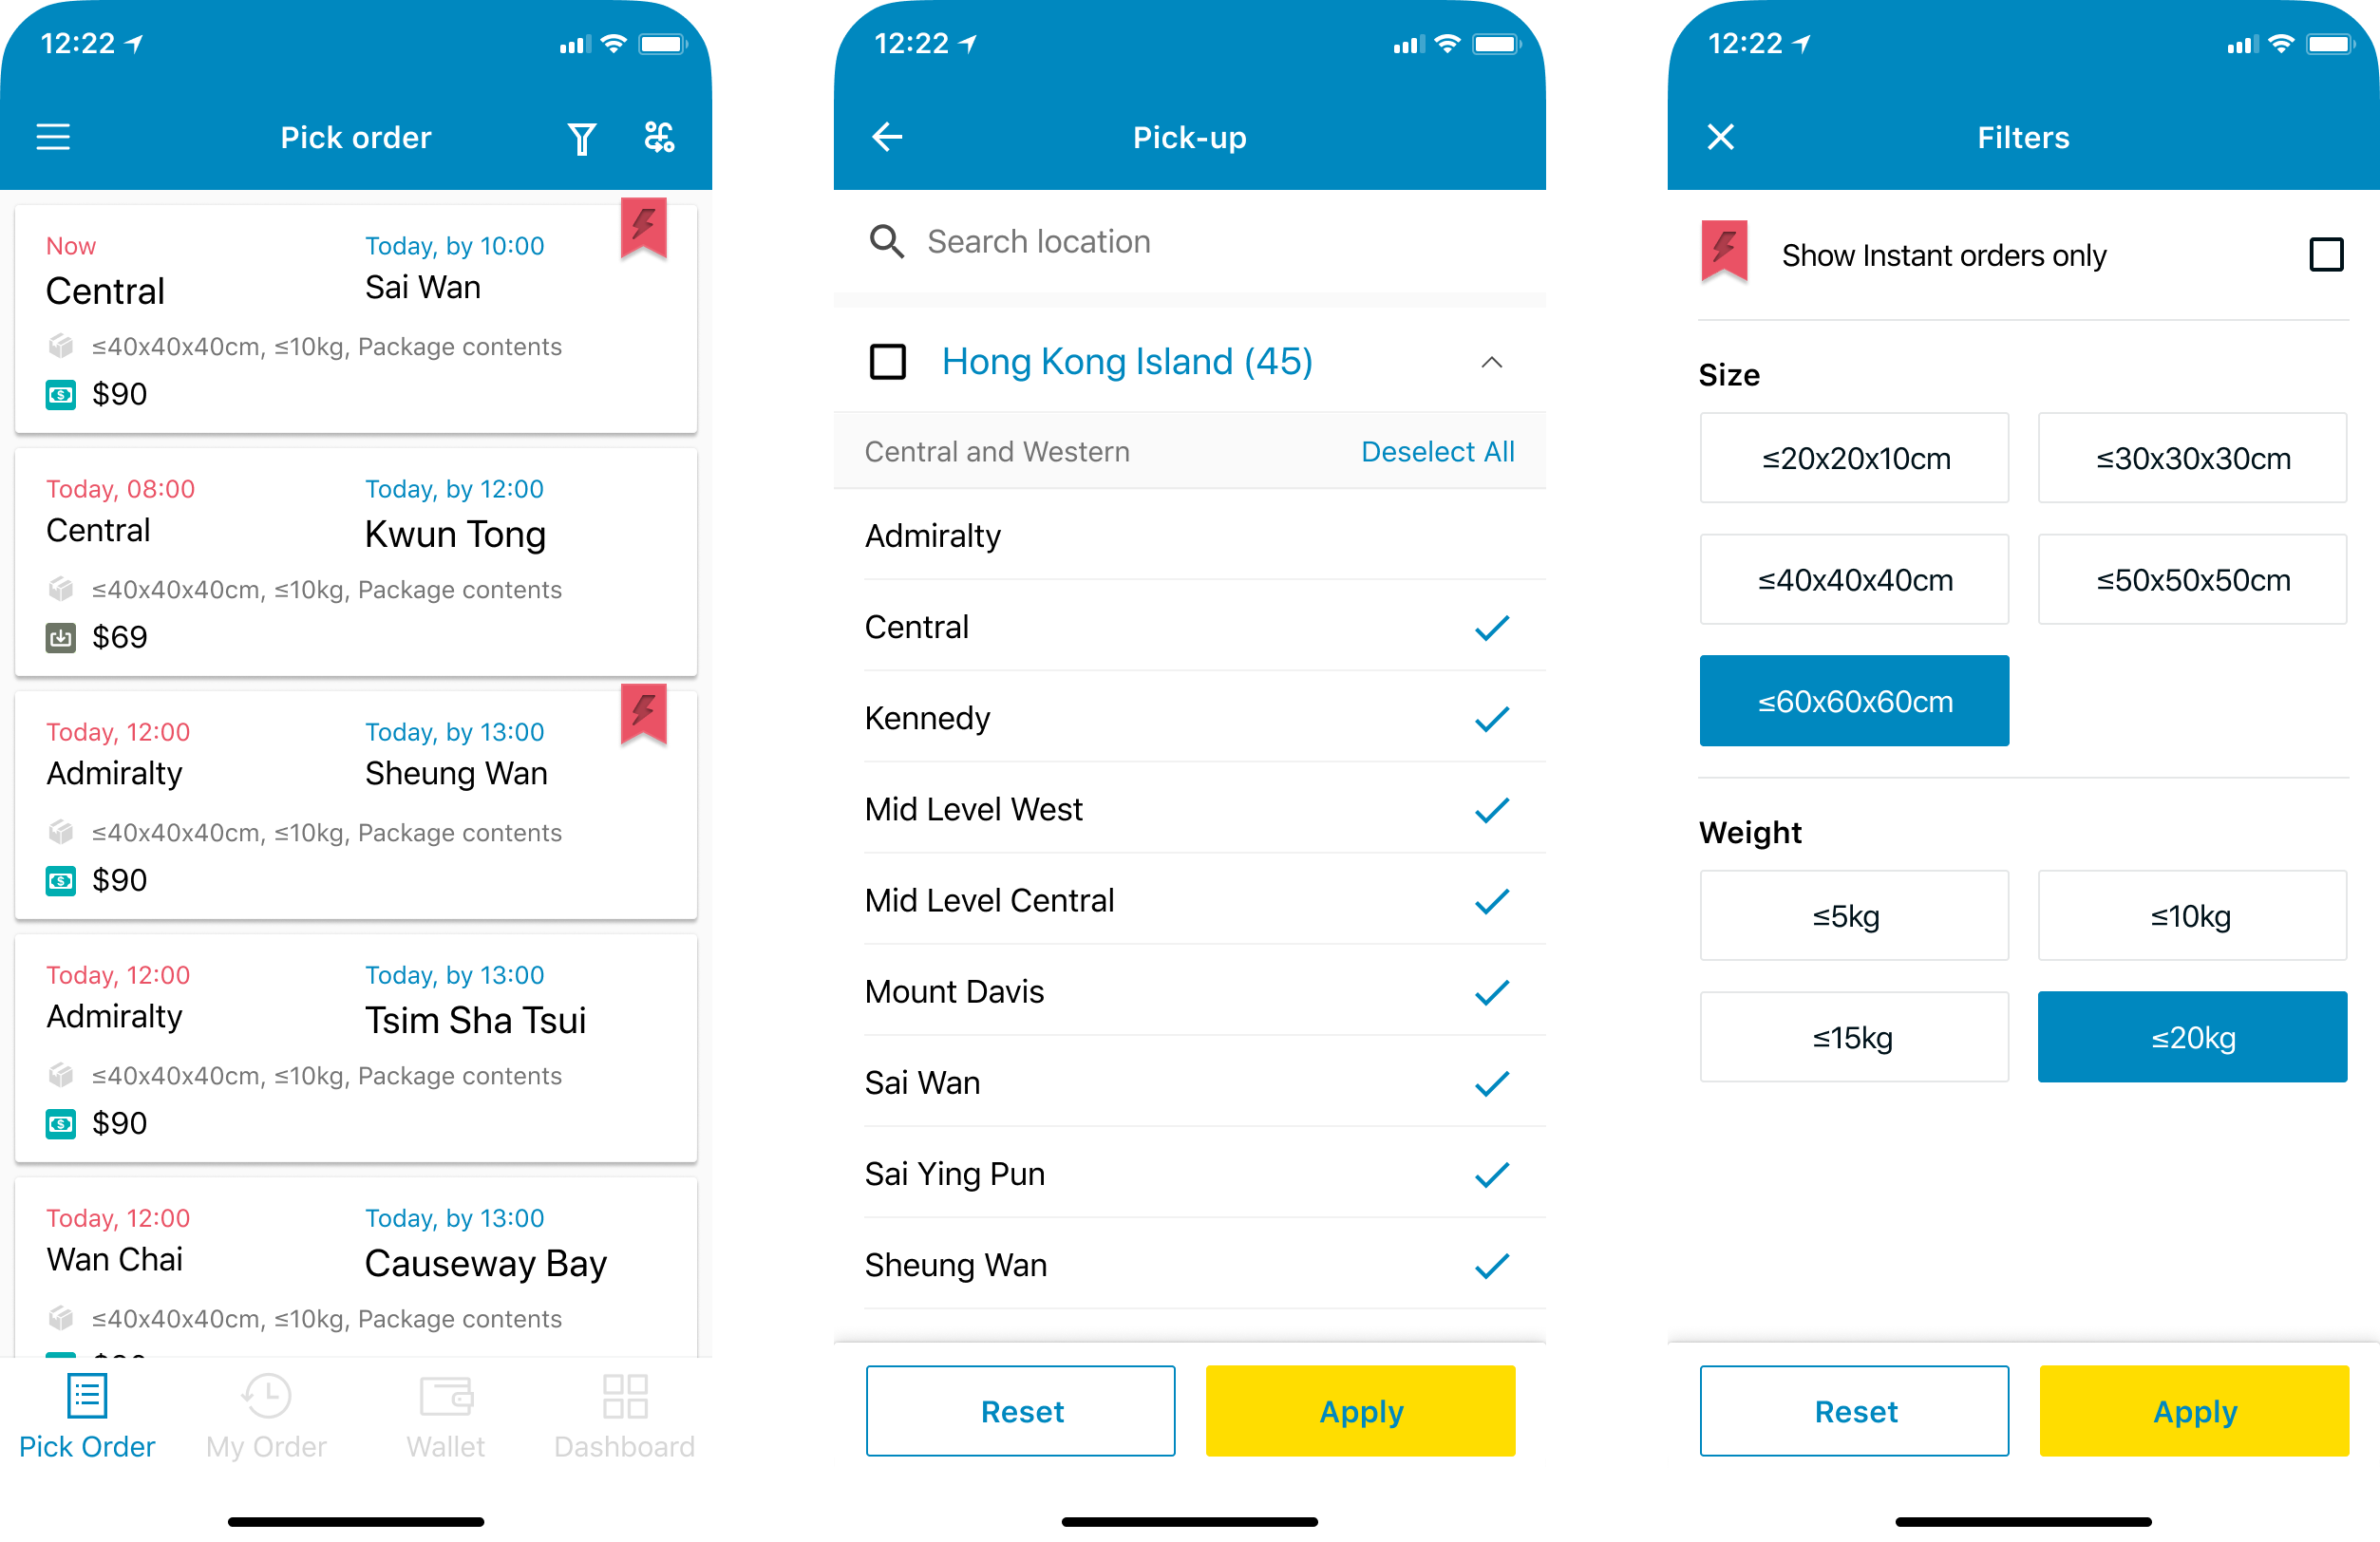 12:22
Pick order
Now
Today, by 10:00
Central
Sai Wan
≤40x40x40cm, ≤10kg, Package contents
$90
Today, 08:00
Today, by 12:00
Central
Kwun Tong
≤40x40x40cm, ≤10kg, Package contents
$69
Today, 12:00
Today, by 13:00
Admiralty
Sheung Wan
≤40x40x40cm, ≤10kg, Package contents
$90
Today, 12:00
Today, by 13:00
Admiralty
Tsim Sha Tsui
≤40x40x40cm, ≤10kg, Package contents
$90
Today, 12:00
Today, by 13:00
Wan Chai
Causeway Bay
≤40x40x40cm, ≤10kg, Package contents
Pick Order
My Order
Wallet
Dashboard
12:22
Pick-up
Search location
Hong Kong Island (45)
Central and Western
Deselect All
Admiralty
Central
Kennedy
Mid Level West
Mid Level Central
Mount Davis
Sai Wan
Sai Ying Pun
Sheung Wan
Reset
Apply
12:22
Filters
Show Instant orders only
Size
≤20x20x10cm
≤30x30x30cm
≤40x40x40cm
≤50x50x50cm
≤60x60x60cm
Weight
≤5kg
≤10kg
≤15kg
≤20kg
Reset
Apply